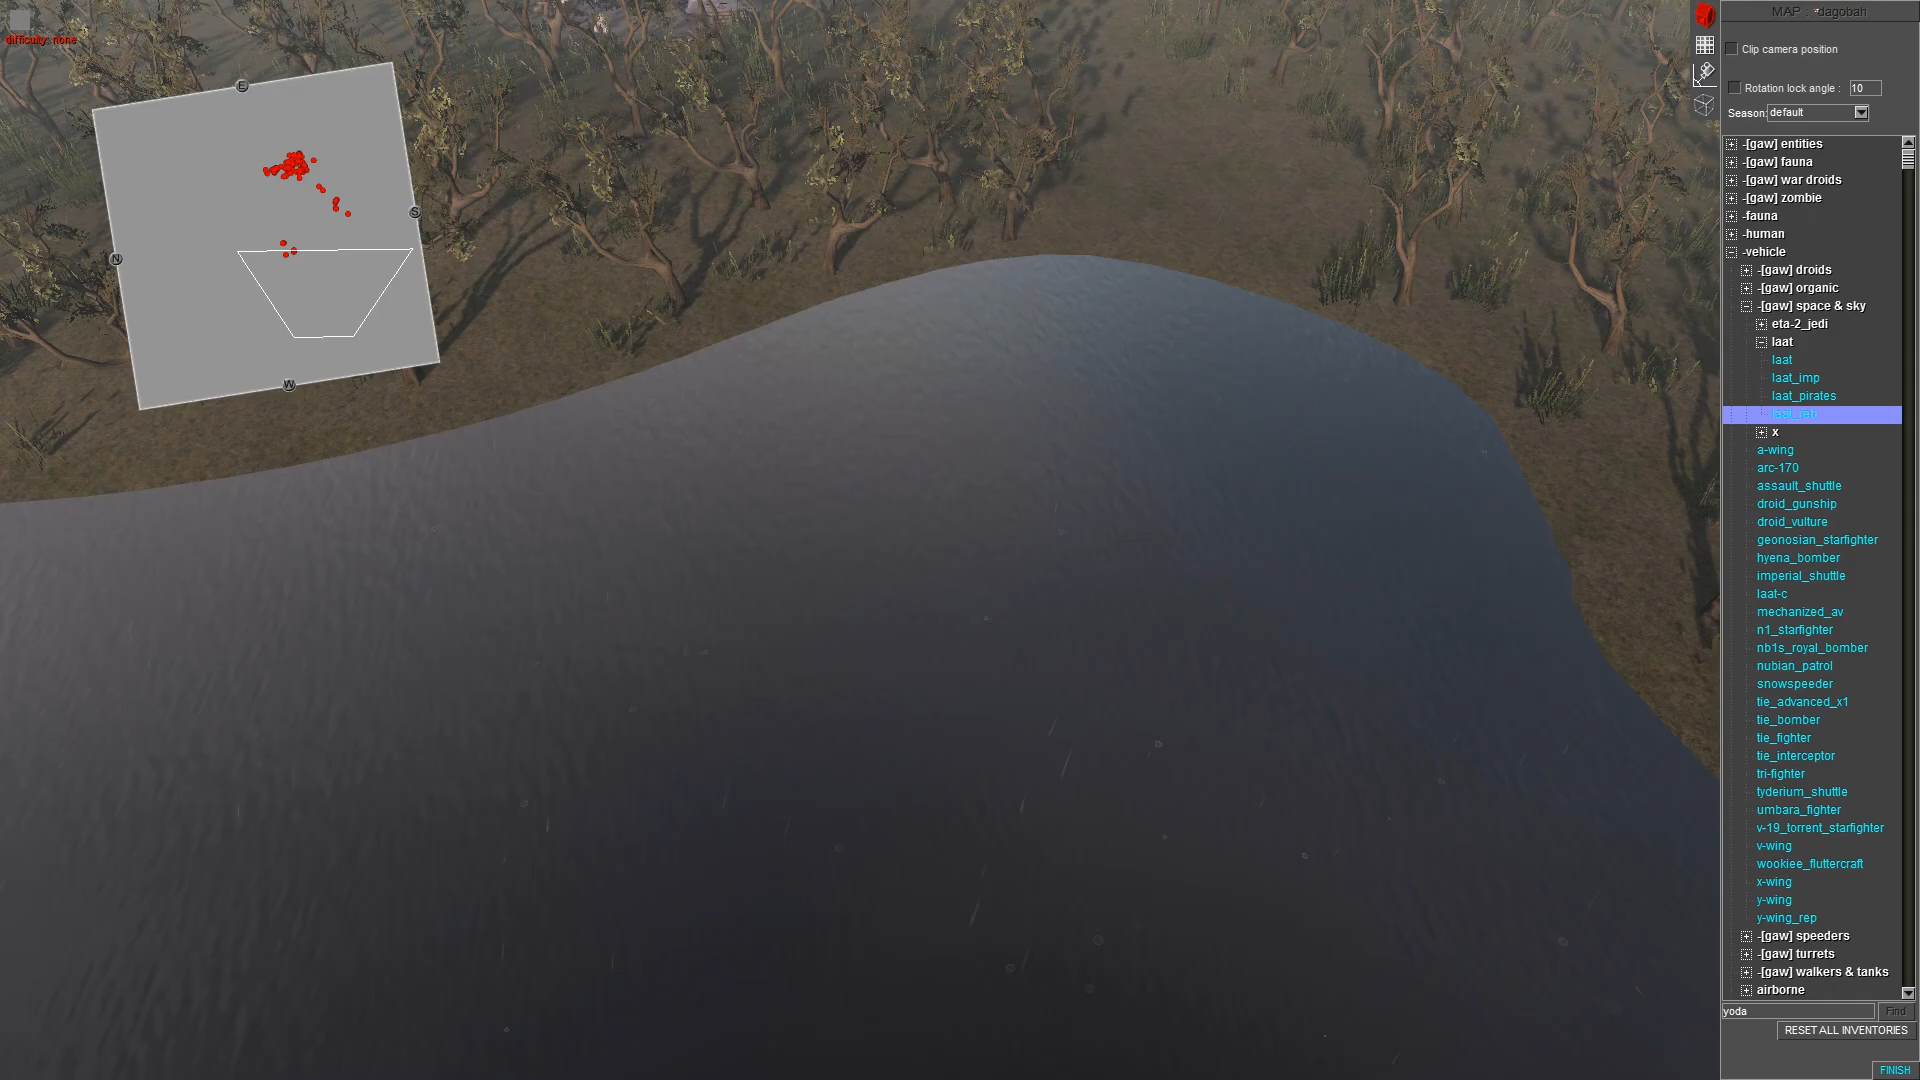 difficulty: none
E
S
N
W
MAP : dagobah
Clip camera position
Rotation lock angle : 10
Season: default
-[gaw] entities
-[gaw] fauna
-[gaw] war droids
-[gaw] zombie
-fauna
-human
-vehicle
-[gaw] droids
-[gaw] organic
-[gaw] space & sky
eta-2_jedi
laat
laat
laat_imp
laat_pirates
laat_reb
x
a-wing
arc-170
assault_shuttle
droid_gunship
droid_vulture
geonosian_starfighter
hyena_bomber
imperial_shuttle
laat-c
mechanized_av
n1_starfighter
nb1s_royal_bomber
nubian_patrol
snowspeeder
tie_advanced_x1
tie_bomber
tie_fighter
tie_interceptor
tri-fighter
tyderium_shuttle
umbara_fighter
v-19_torrent_starfighter
v-wing
wookiee_fluttercraft
x-wing
y-wing
y-wing_rep
-[gaw] speeders
-[gaw] turrets
-[gaw] walkers & tanks
airborne
yoda
Find
RESET ALL INVENTORIES
FINISH